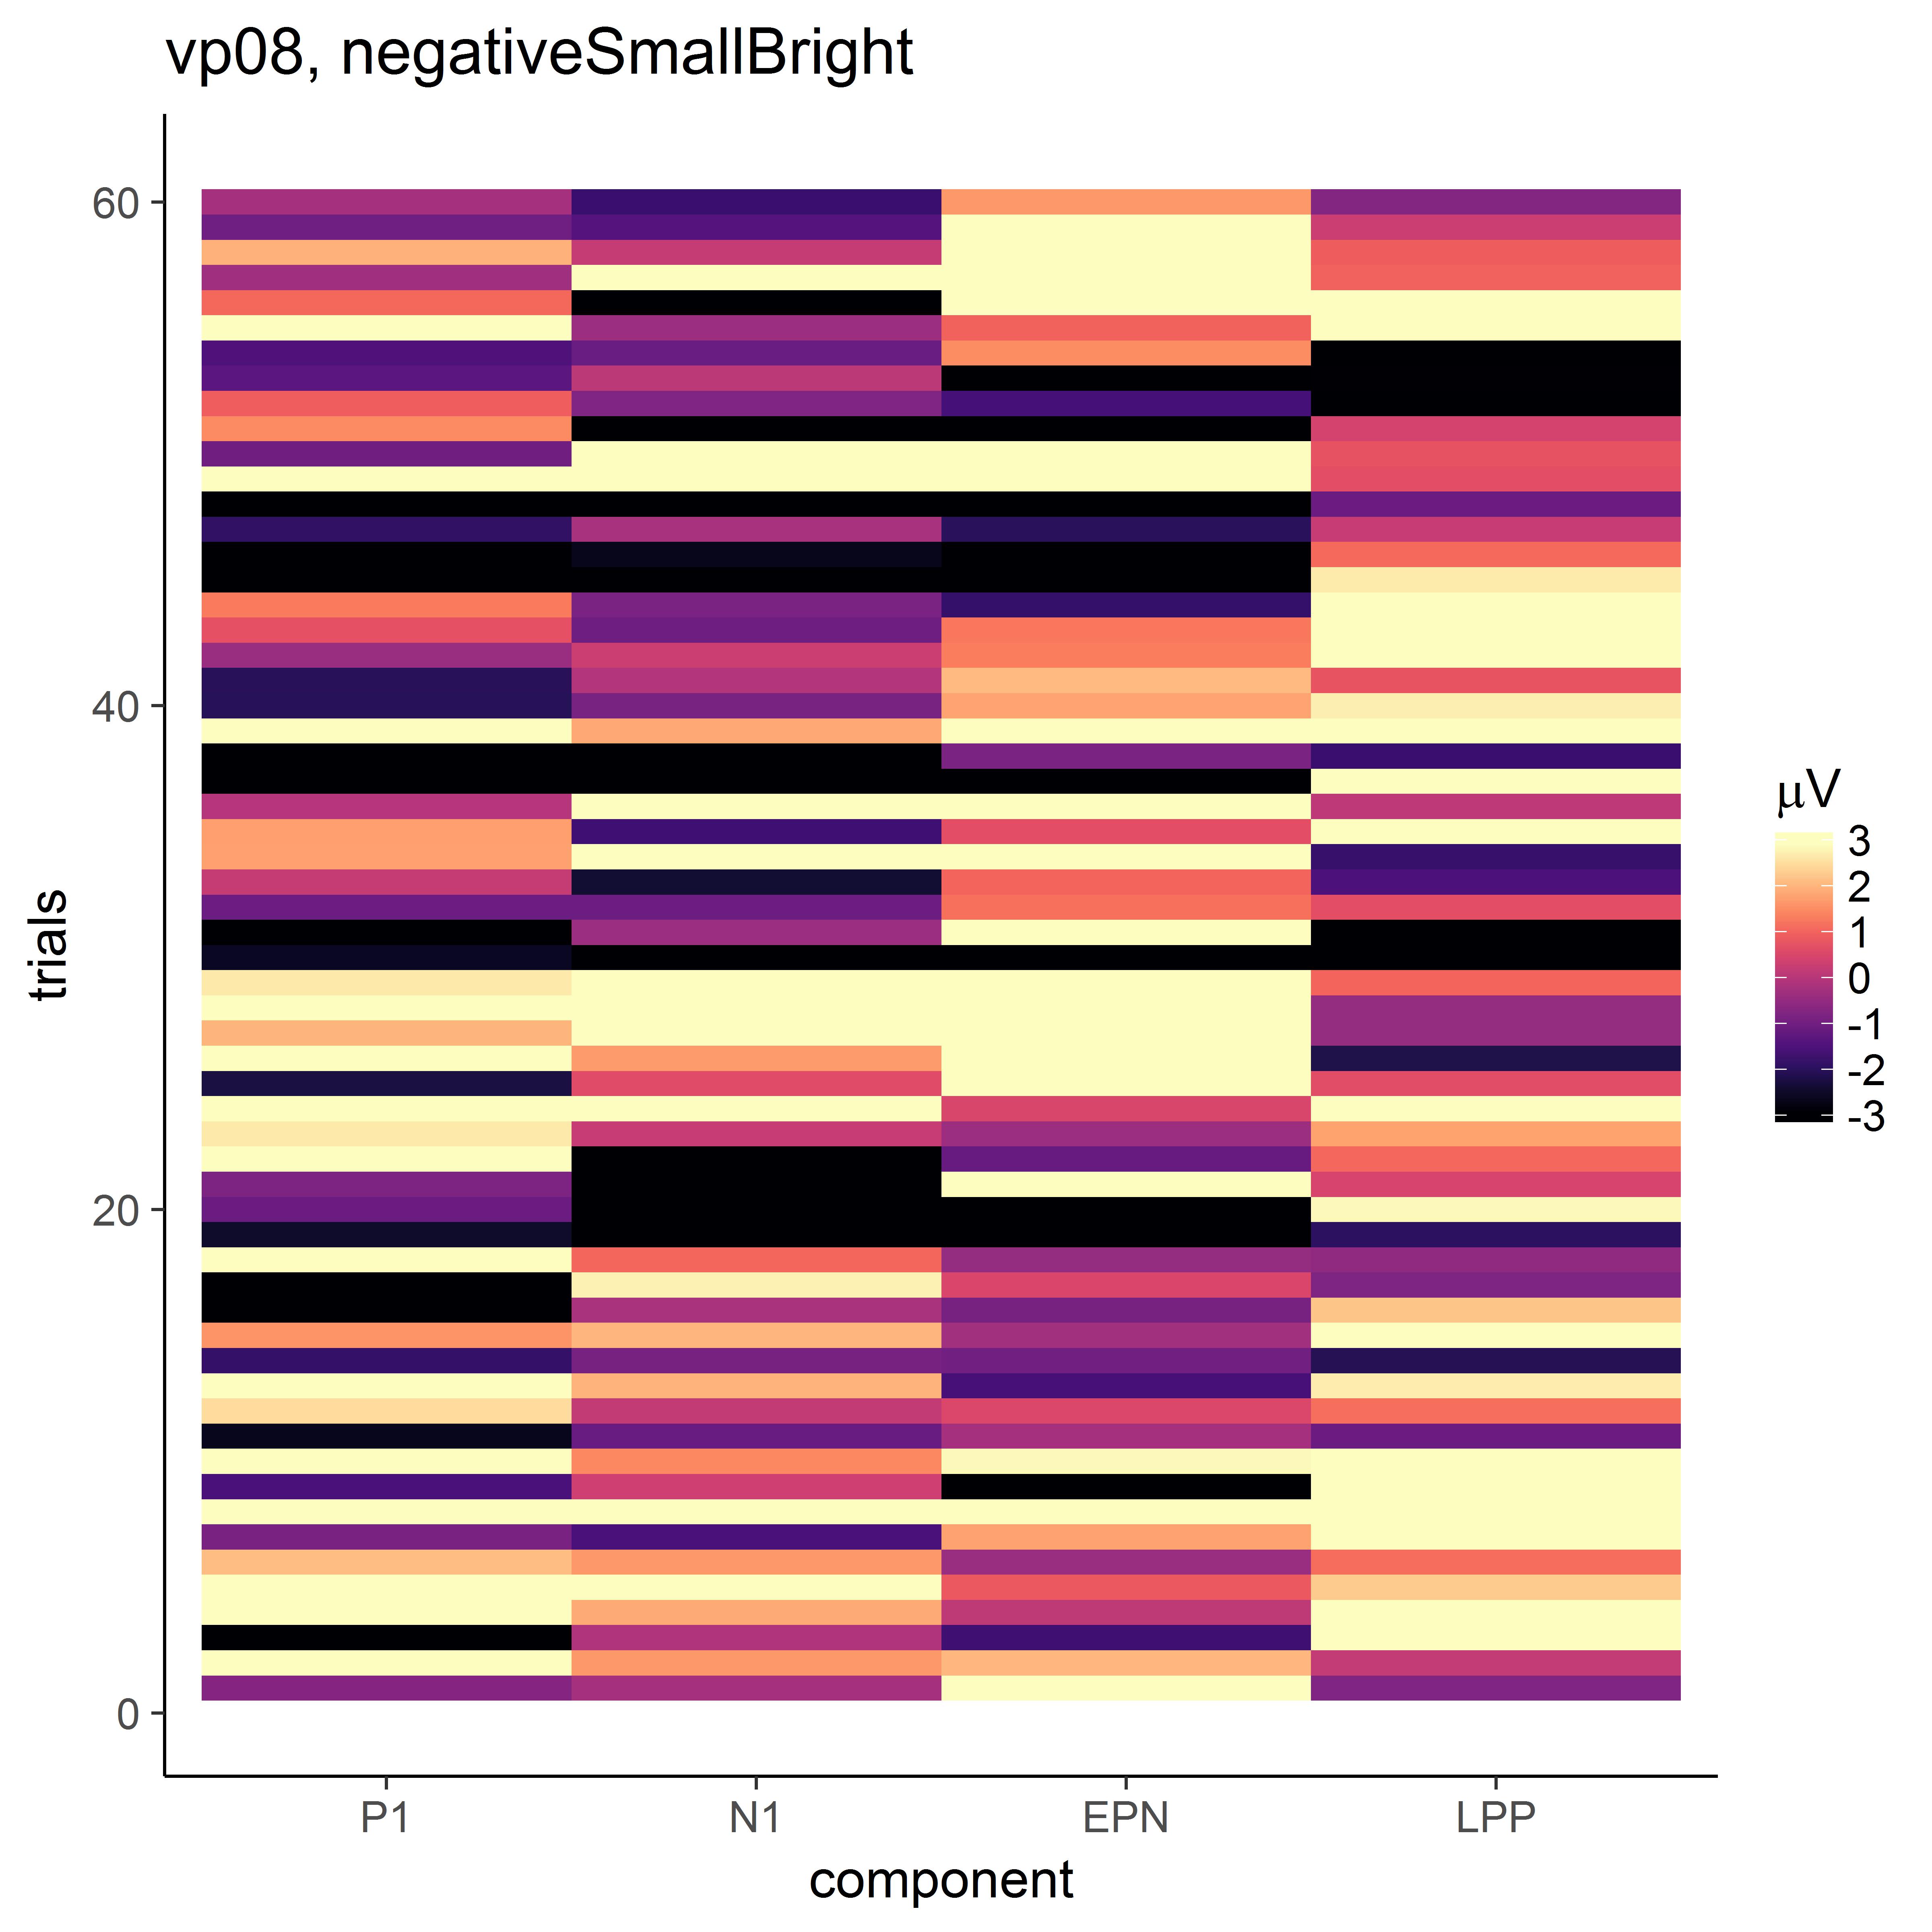 vp08, negativeSmallBright
60
40
20
0
trials
P1 N1 EPN LPP
component
μV
3
2
1
0
-1
-2
-3